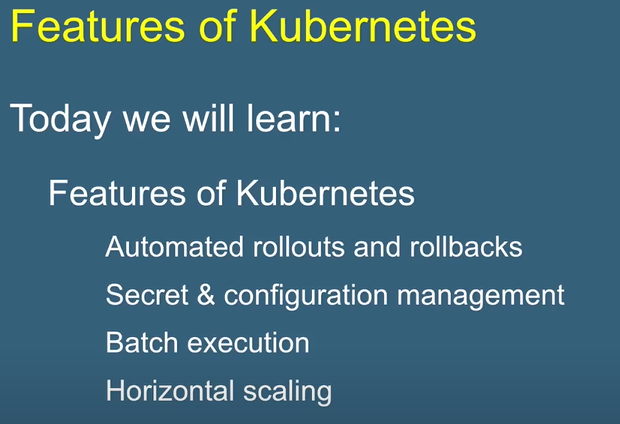 Features of Kubernetes
Today we will learn:
Features of Kubernetes
Automated rollouts and rollbacks
Secret & configuration management
Batch execution
Horizontal scaling